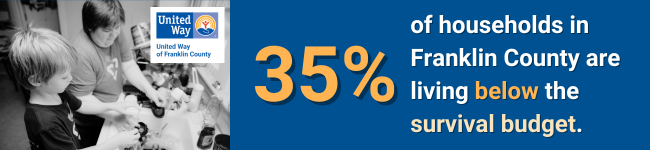 United
Way
United Way
of Franklin County
35%
of households in
Franklin County are
living below the
survival budget.